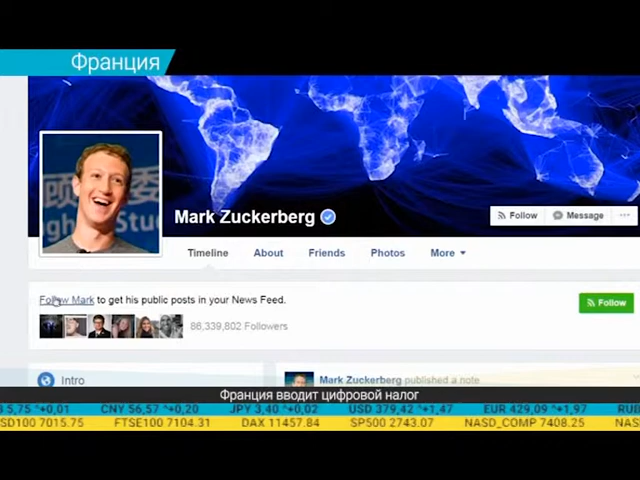 Франция
Mark Zuckerberg
Follow Message
Timeline About Friends Photos More
Follow Mark to get his public posts in your News Feed.
Follow
86,339,802 Followers
Intro
Mark Zuckerberg published a note
Франция вводит цифровой налог
5,75 +0,01 CNY 56,57 +0,20 JPY 3,40 +0,02 USD 379,42 +1,47 EUR 429,09 +1,97 RUB
SD100 7015.75 FTSE100 7104.31 DAX 11457.84 SP500 2743.07 NASD_COMP 7408.25 NASD